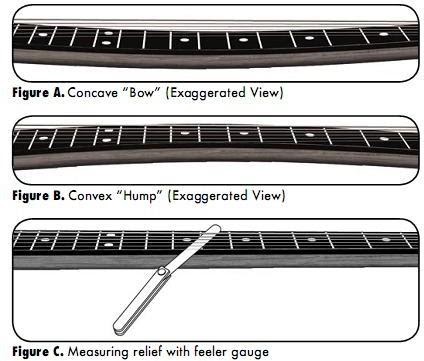 Figure A. Concave “Bow” (Exaggerated View)
Figure B. Convex “Hump” (Exaggerated View)
Figure C. Measuring relief with feeler gauge